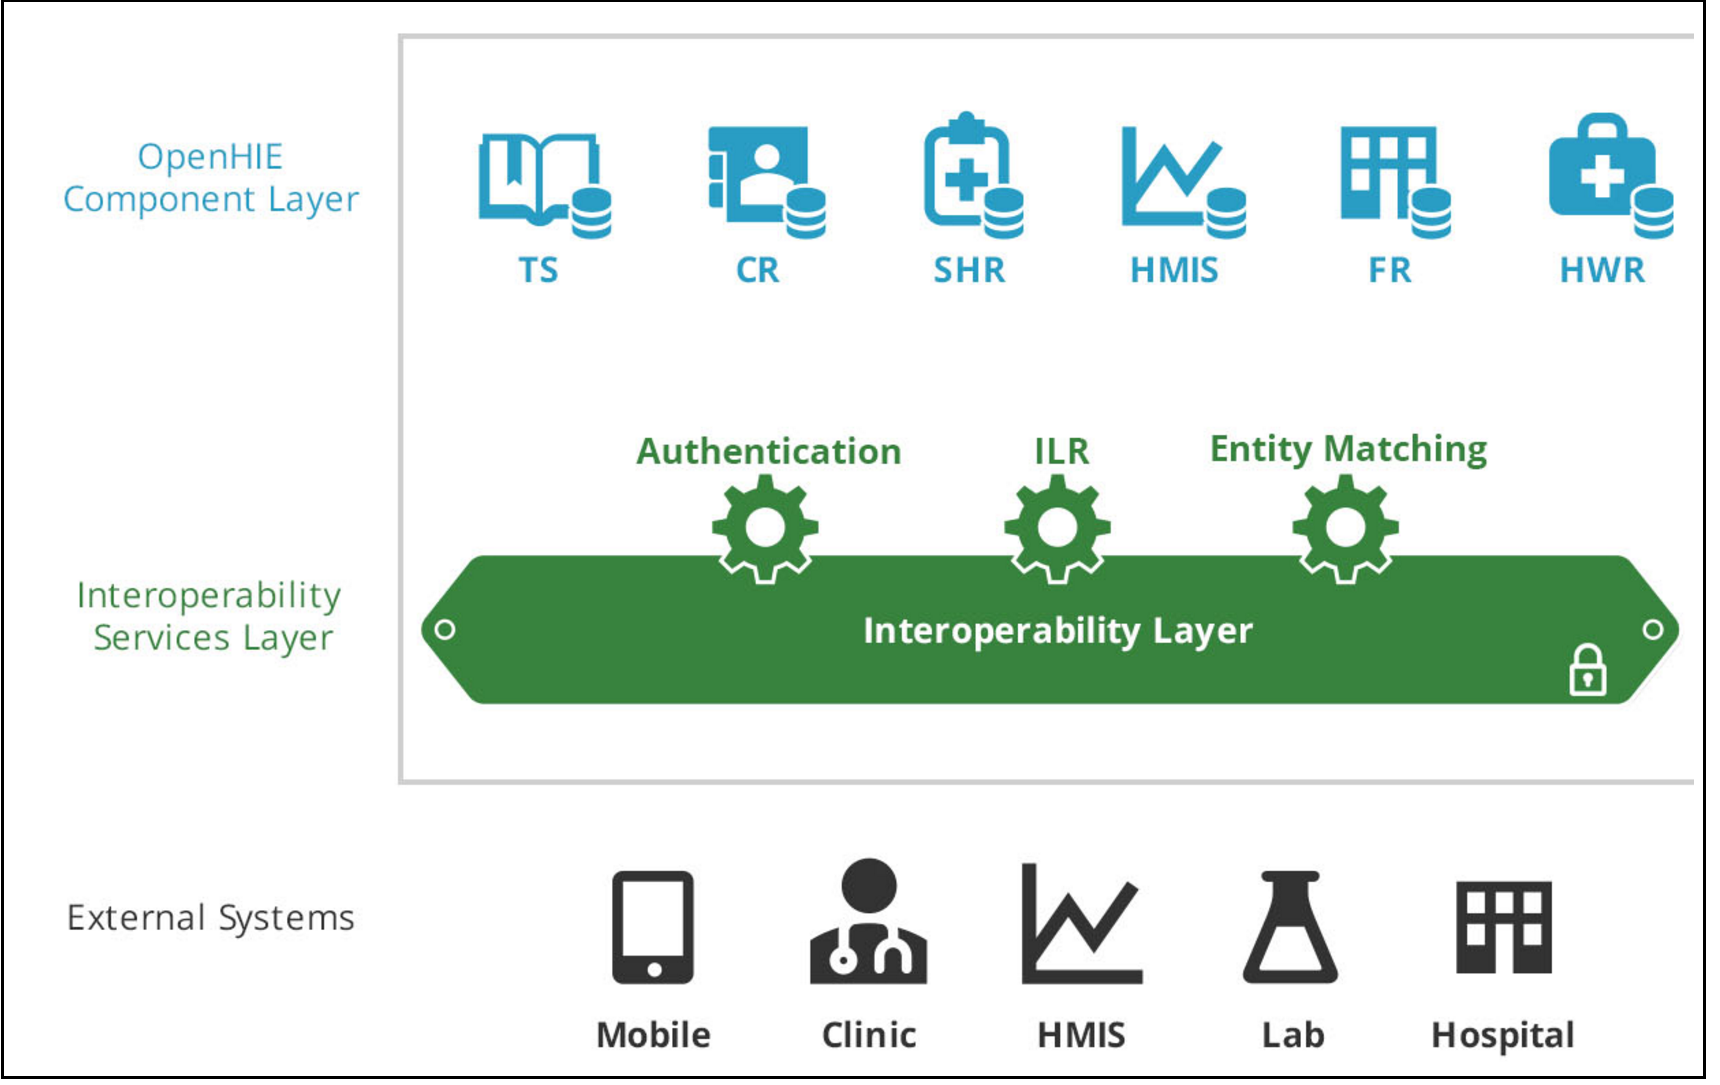 OpenHIE
Component Layer
TS
CR
SHR
HMIS
FR
HWR
Authentication
ILR
Entity Matching
Interoperability
Services Layer
Interoperability Layer
External Systems
Mobile
Clinic
HMIS
Lab
Hospital